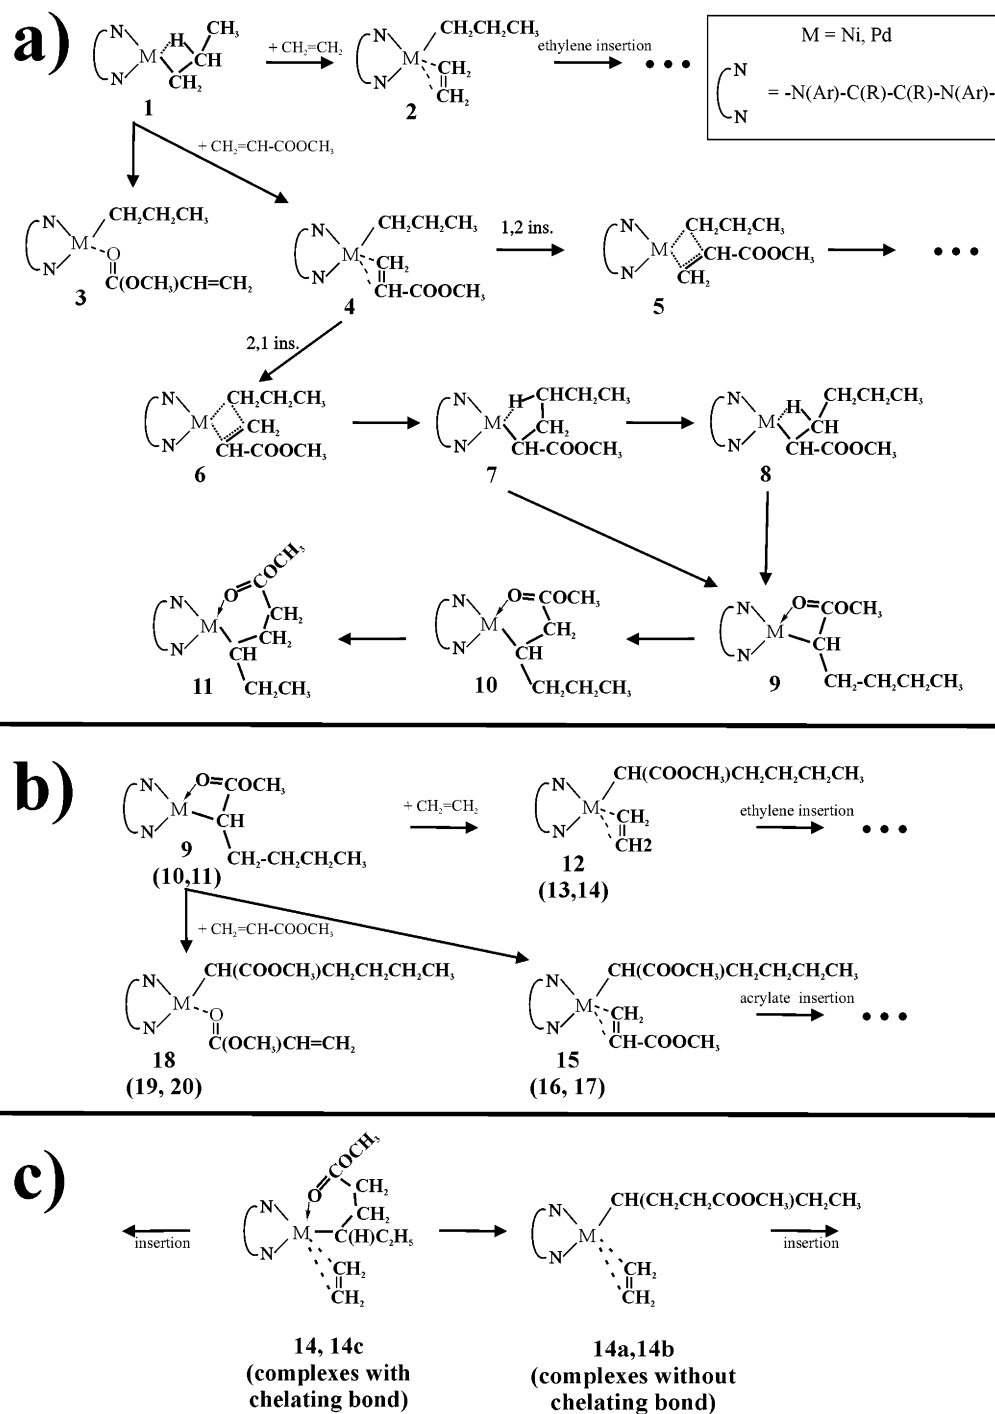 a)
N
N
M
H
CH₃
CH
CH₂
1
+ CH₂=CH₂
N
N
M
CH₂CH₂CH₃
CH₂
CH₂
2
ethylene insertion
•••
M = Ni, Pd
N
N
= -N(Ar)-C(R)-C(R)-N(Ar)-
+ CH₂=CH-COOCH₃
N
N
M
CH₂CH₂CH₃
O
C(OCH₃)CH=CH₂
3
N
N
M
CH₂CH₂CH₃
CH₂
CH-COOCH₃
4
1,2 ins.
N
N
M
CH₂CH₂CH₃
CH-COOCH₃
CH₂
5
•••
2,1 ins.
N
N
M
CH₂CH₂CH₃
CH₂
CH-COOCH₃
6
N
N
M
H
CHCH₂CH₃
CH₂
CH-COOCH₃
7
N
N
M
H
CH₂CH₂CH₃
CH
CH-COOCH₃
8
N
N
M
O=COCH₃
CH₂
CH₂
CH
CH₂CH₃
11
N
N
M
O=COCH₃
CH₂
CH
CH₂CH₂CH₃
10
N
N
M
O=C
COCH₃
CH
CH₂-CH₂CH₂CH₃
9
b)
N
N
M
O=COCH₃
CH
CH₂-CH₂CH₂CH₃
9
(10,11)
+ CH₂=CH₂
N
N
M
CH(COOCH₃)CH₂CH₂CH₂CH₃
CH₂
CH2
12
(13,14)
ethylene insertion
•••
+ CH₂=CH-COOCH₃
N
N
M
CH(COOCH₃)CH₂CH₂CH₂CH₃
O
C(OCH₃)CH=CH₂
18
(19, 20)
N
N
M
CH(COOCH₃)CH₂CH₂CH₂CH₃
CH₂
CH-COOCH₃
15
(16, 17)
acrylate insertion
•••
c)
insertion
N
N
M
O=COCH₃
CH₂
CH₂
C(H)C₂H₅
CH₂
CH₂
14, 14c
(complexes with
chelating bond)
N
N
M
CH(CH₂CH₂COOCH₃)CH₂CH₃
CH₂
CH₂
14a,14b
(complexes without
chelating bond)
insertion